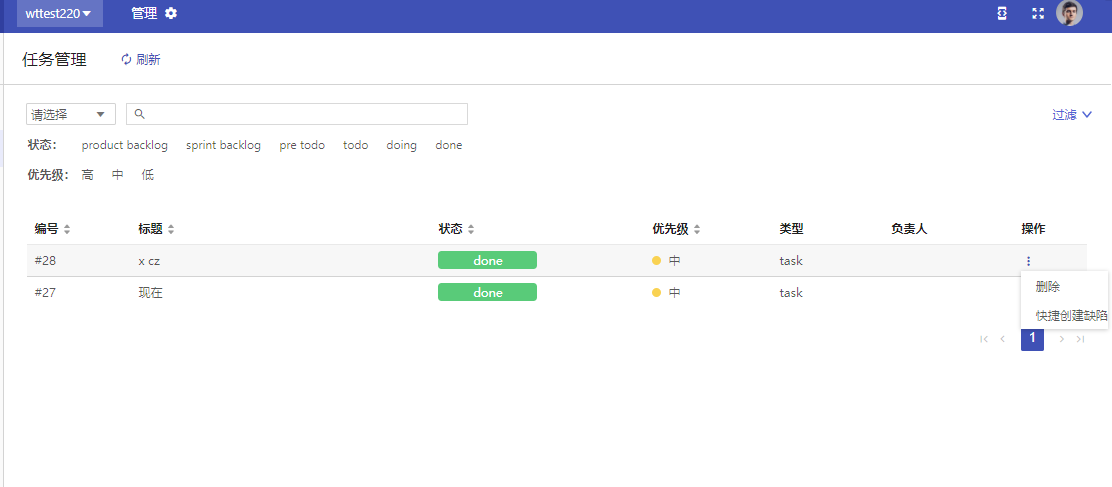 wttest220 管理
任务管理 刷新
请选择 过滤
状态： product backlog sprint backlog pre todo todo doing done
优先级： 高 中 低
编号 标题 状态 优先级 类型 负责人 操作
#28 x cz done 中 task
#27 现在 done 中 task
删除
快捷创建缺陷
1